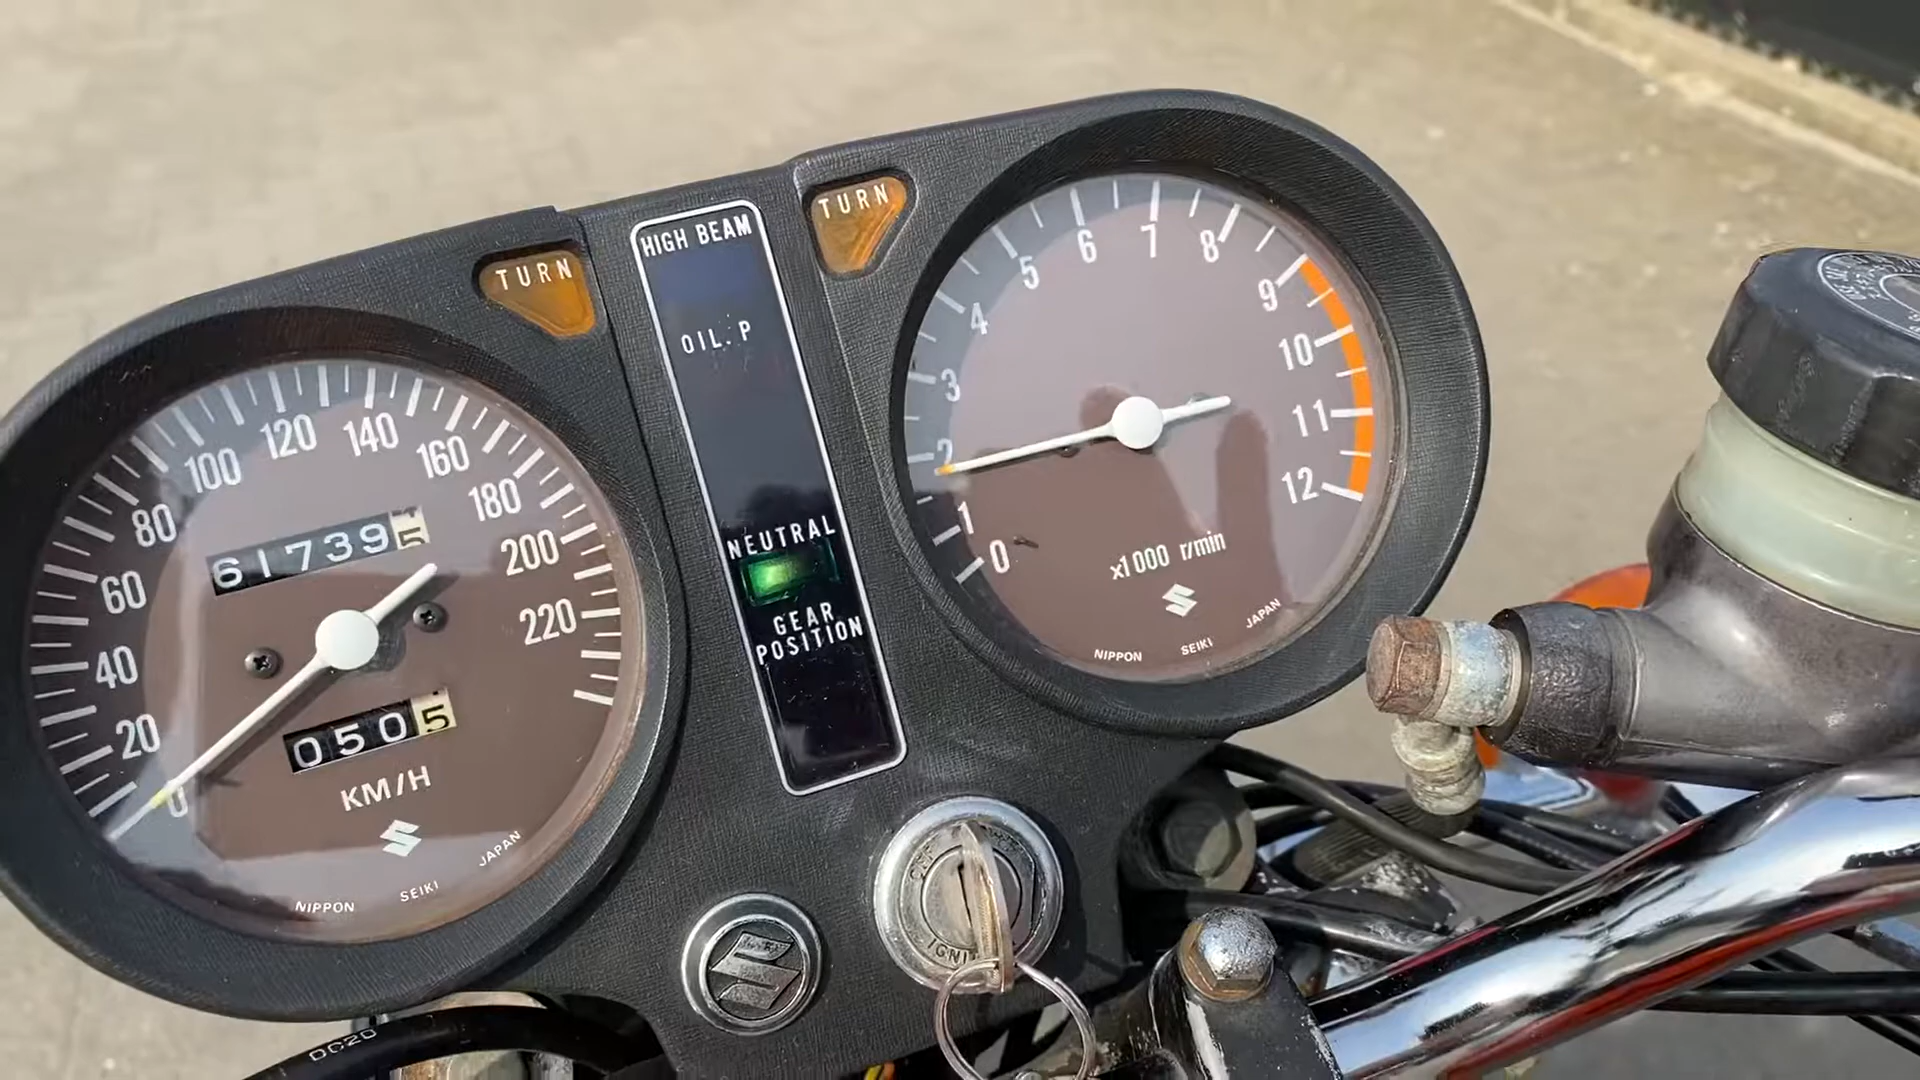 HIGH BEAM
OIL. P
NEUTRAL
GEAR
POSITION
TURN
TURN
0
20
40
60
80
100
120
140
160
180
200
220
617395
0505
KM/H
NIPPON SEIKI JAPAN
0
1
2
3
4
5
6
7
8
9
10
11
12
x1000 r/min
NIPPON SEIKI JAPAN
DC20